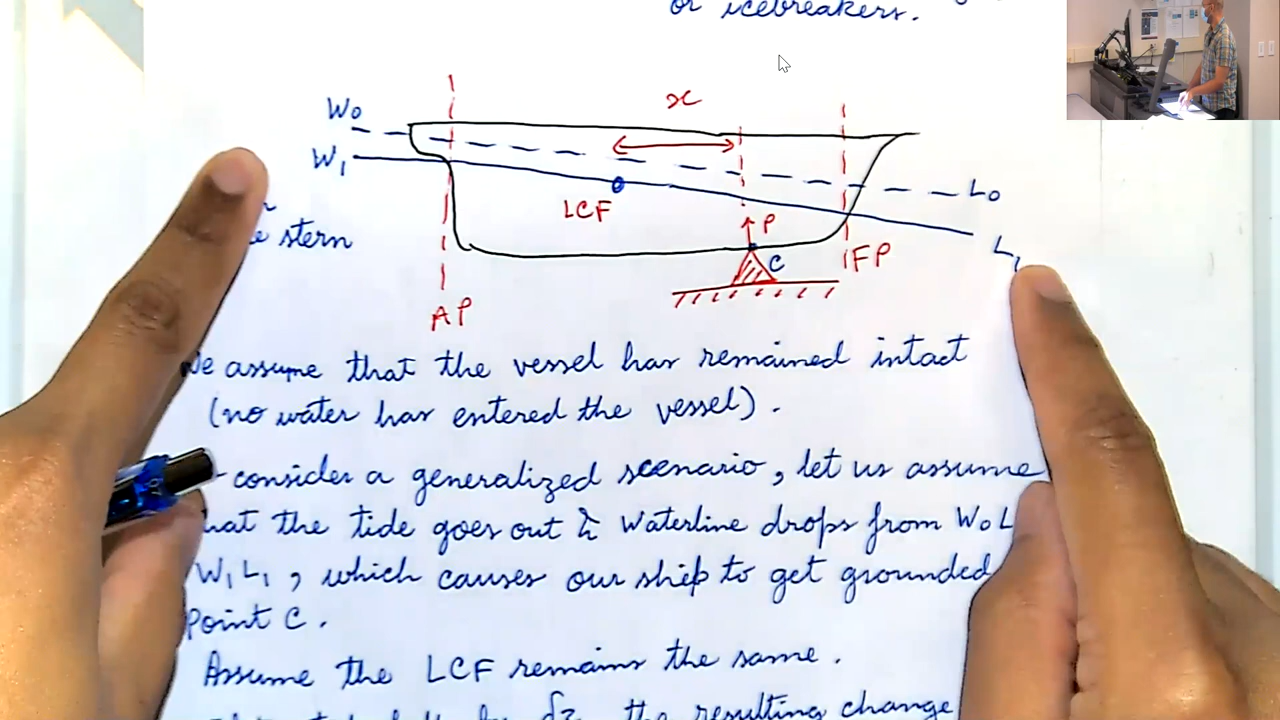 or icebreakers.
x
W₀
W₁
L₀
LCF
P
C
L₁
FP
AP
stern
We assume that the vessel has remained intact
(no water has entered the vessel).
consider a generalized scenario, let us assume
that the tide goes out & Waterline drops from W₀L
W₁L₁, which causes our ship to get grounded
Point C.
Assume the LCF remains the same.
the resulting change